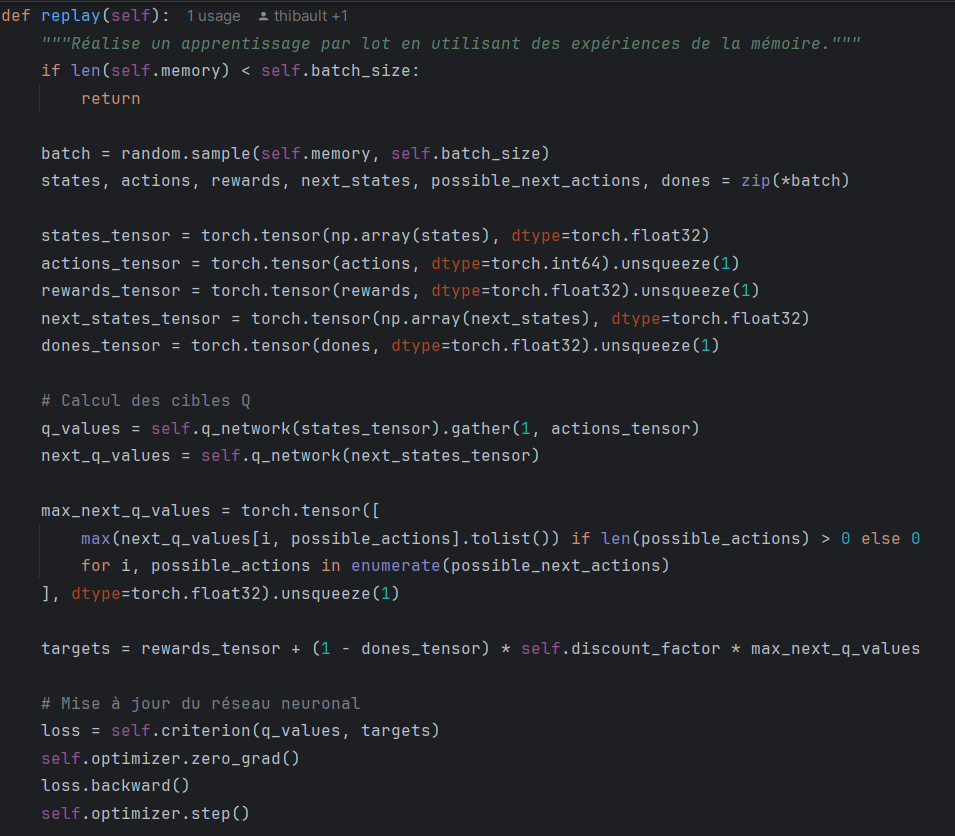 def replay(self): 1 usage thibault +1
    """Réalise un apprentissage par lot en utilisant des expériences de la mémoire."""
    if len(self.memory) < self.batch_size:
        return

    batch = random.sample(self.memory, self.batch_size)
    states, actions, rewards, next_states, possible_next_actions, dones = zip(*batch)

    states_tensor = torch.tensor(np.array(states), dtype=torch.float32)
    actions_tensor = torch.tensor(actions, dtype=torch.int64).unsqueeze(1)
    rewards_tensor = torch.tensor(rewards, dtype=torch.float32).unsqueeze(1)
    next_states_tensor = torch.tensor(np.array(next_states), dtype=torch.float32)
    dones_tensor = torch.tensor(dones, dtype=torch.float32).unsqueeze(1)

    # Calcul des cibles Q
    q_values = self.q_network(states_tensor).gather(1, actions_tensor)
    next_q_values = self.q_network(next_states_tensor)

    max_next_q_values = torch.tensor([
        max(next_q_values[i, possible_actions].tolist()) if len(possible_actions) > 0 else 0
        for i, possible_actions in enumerate(possible_next_actions)
    ], dtype=torch.float32).unsqueeze(1)

    targets = rewards_tensor + (1 - dones_tensor) * self.discount_factor * max_next_q_values

    # Mise à jour du réseau neuronal
    loss = self.criterion(q_values, targets)
    self.optimizer.zero_grad()
    loss.backward()
    self.optimizer.step()